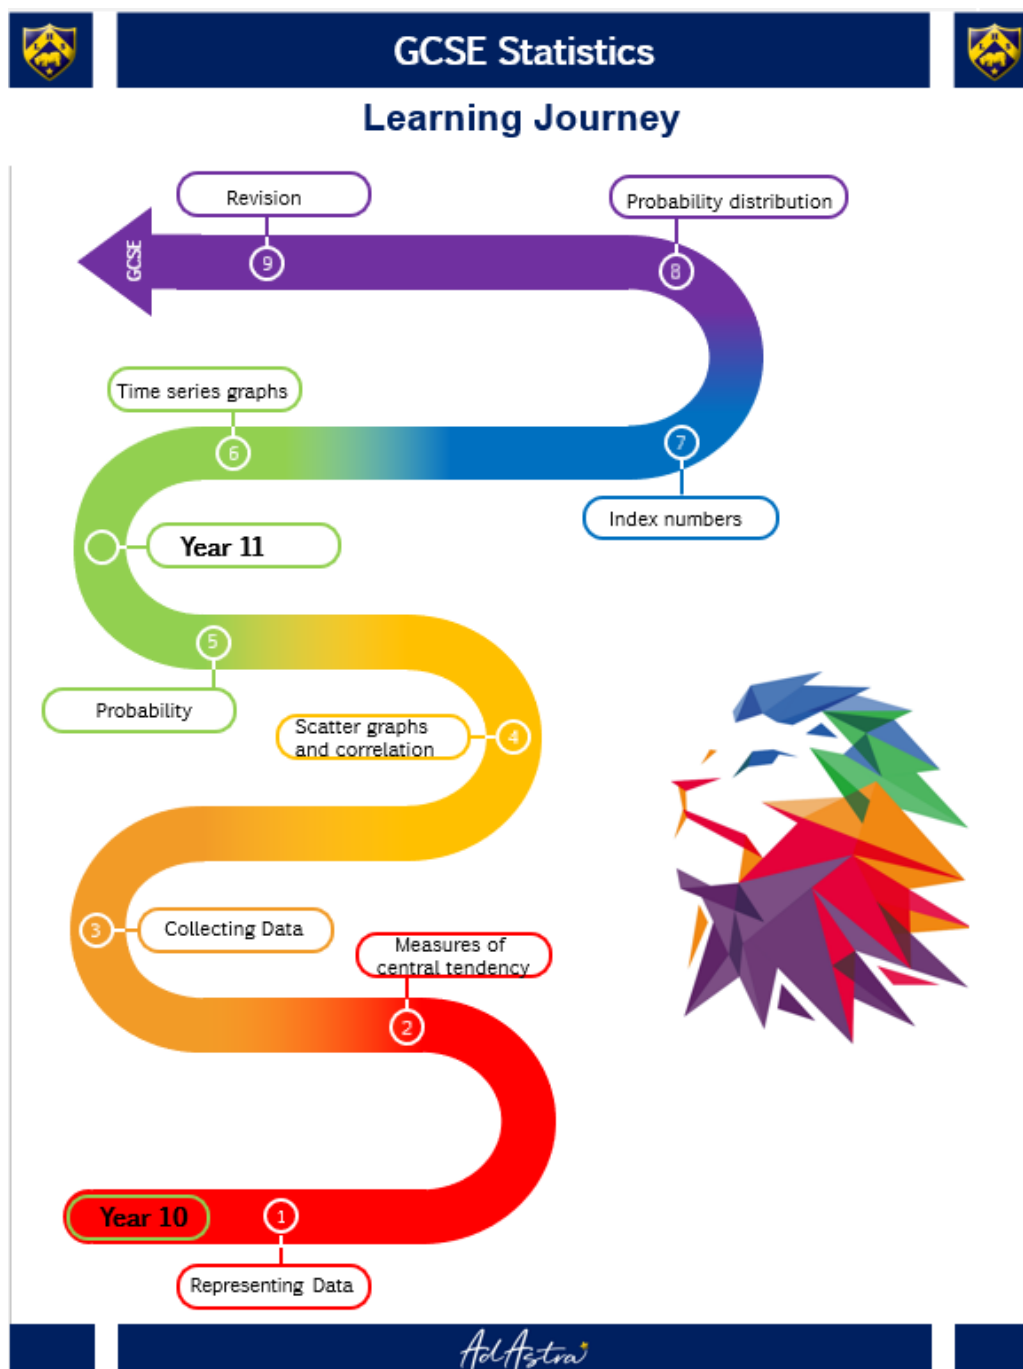 GCSE Statistics
Learning Journey
Revision
Probability distribution
GCSE
9
8
Time series graphs
6
7
Index numbers
Year 11
5
Probability
Scatter graphs
and correlation
4
3
Collecting Data
Measures of
central tendency
2
Year 10
1
Representing Data
AdAstra